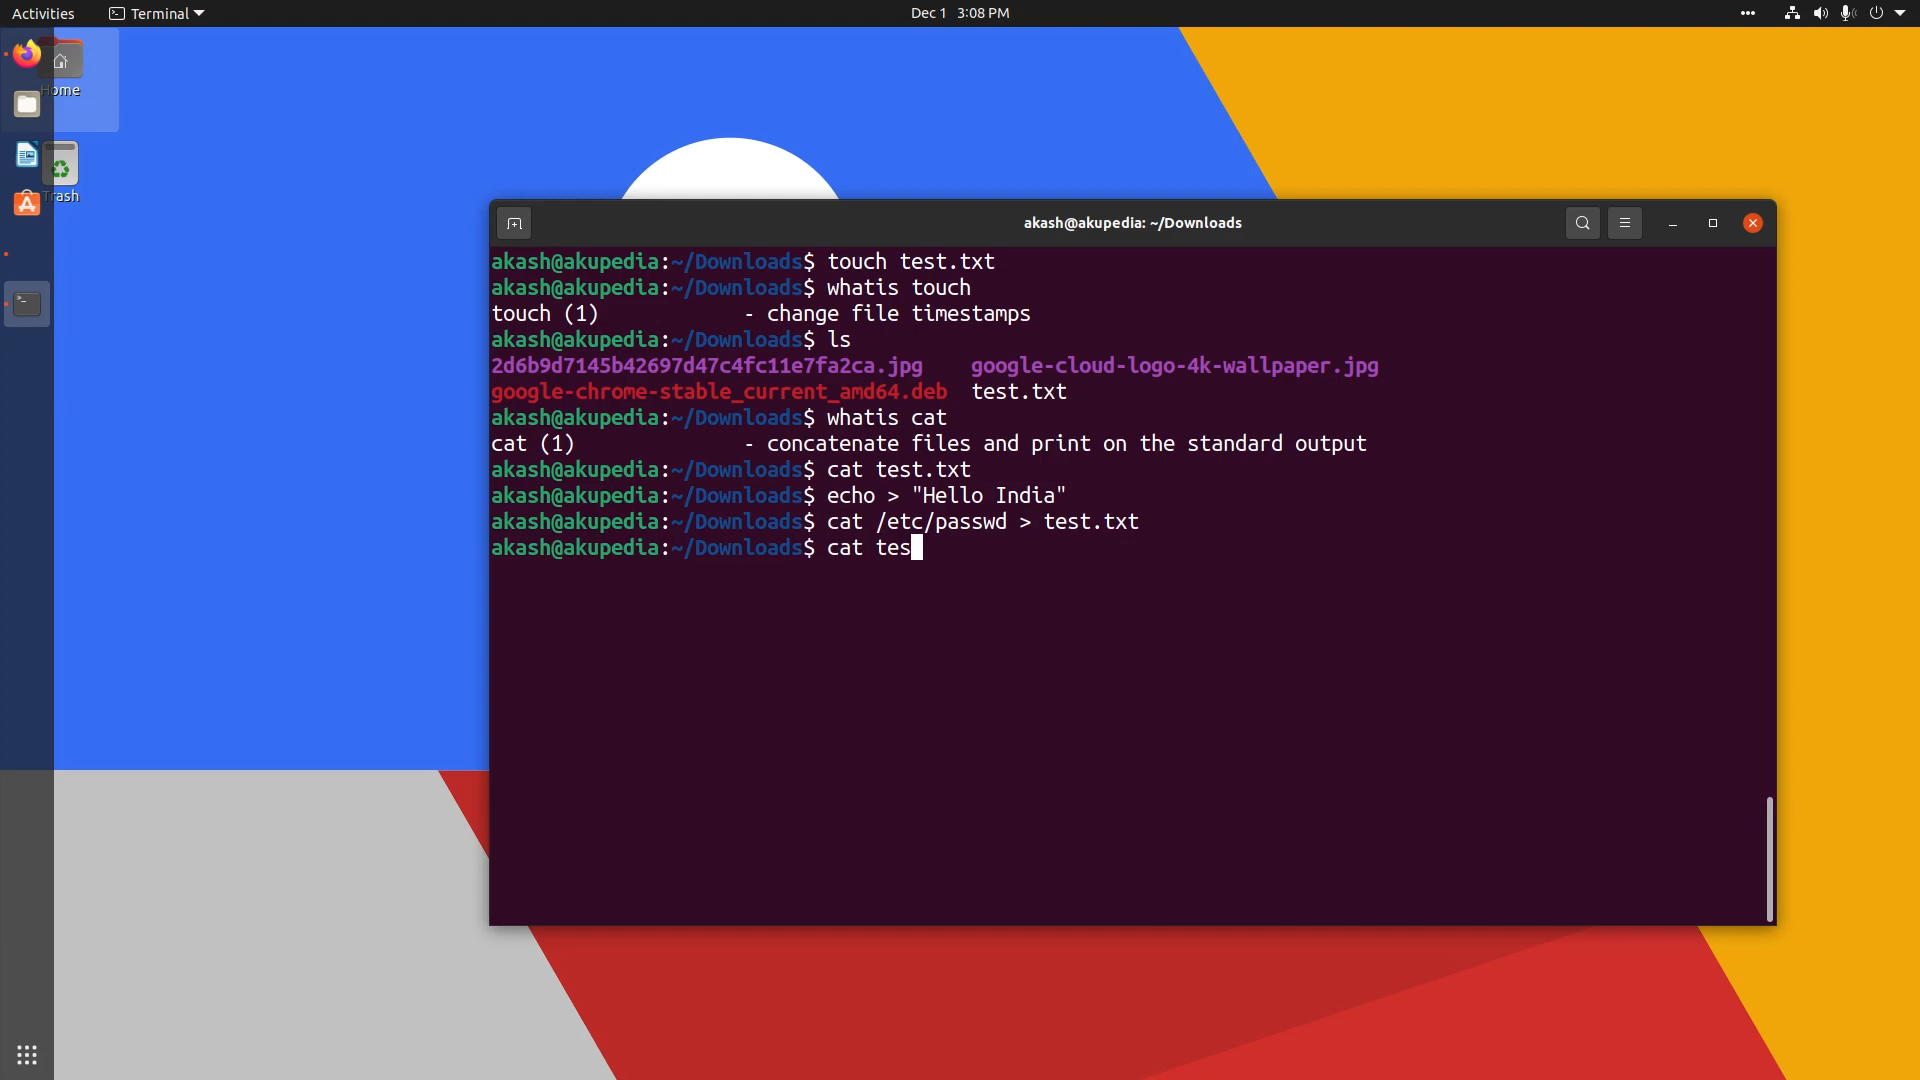 Activities Terminal Dec 1 3:08 PM
Home
Trash
akash@akupedia: ~/Downloads
akash@akupedia:~/Downloads$ touch test.txt
akash@akupedia:~/Downloads$ whatis touch
touch (1)            - change file timestamps
akash@akupedia:~/Downloads$ ls
2d6b9d7145b42697d47c4fc11e7fa2ca.jpg    google-cloud-logo-4k-wallpaper.jpg
google-chrome-stable_current_amd64.deb  test.txt
akash@akupedia:~/Downloads$ whatis cat
cat (1)              - concatenate files and print on the standard output
akash@akupedia:~/Downloads$ cat test.txt
akash@akupedia:~/Downloads$ echo > "Hello India"
akash@akupedia:~/Downloads$ cat /etc/passwd > test.txt
akash@akupedia:~/Downloads$ cat tes